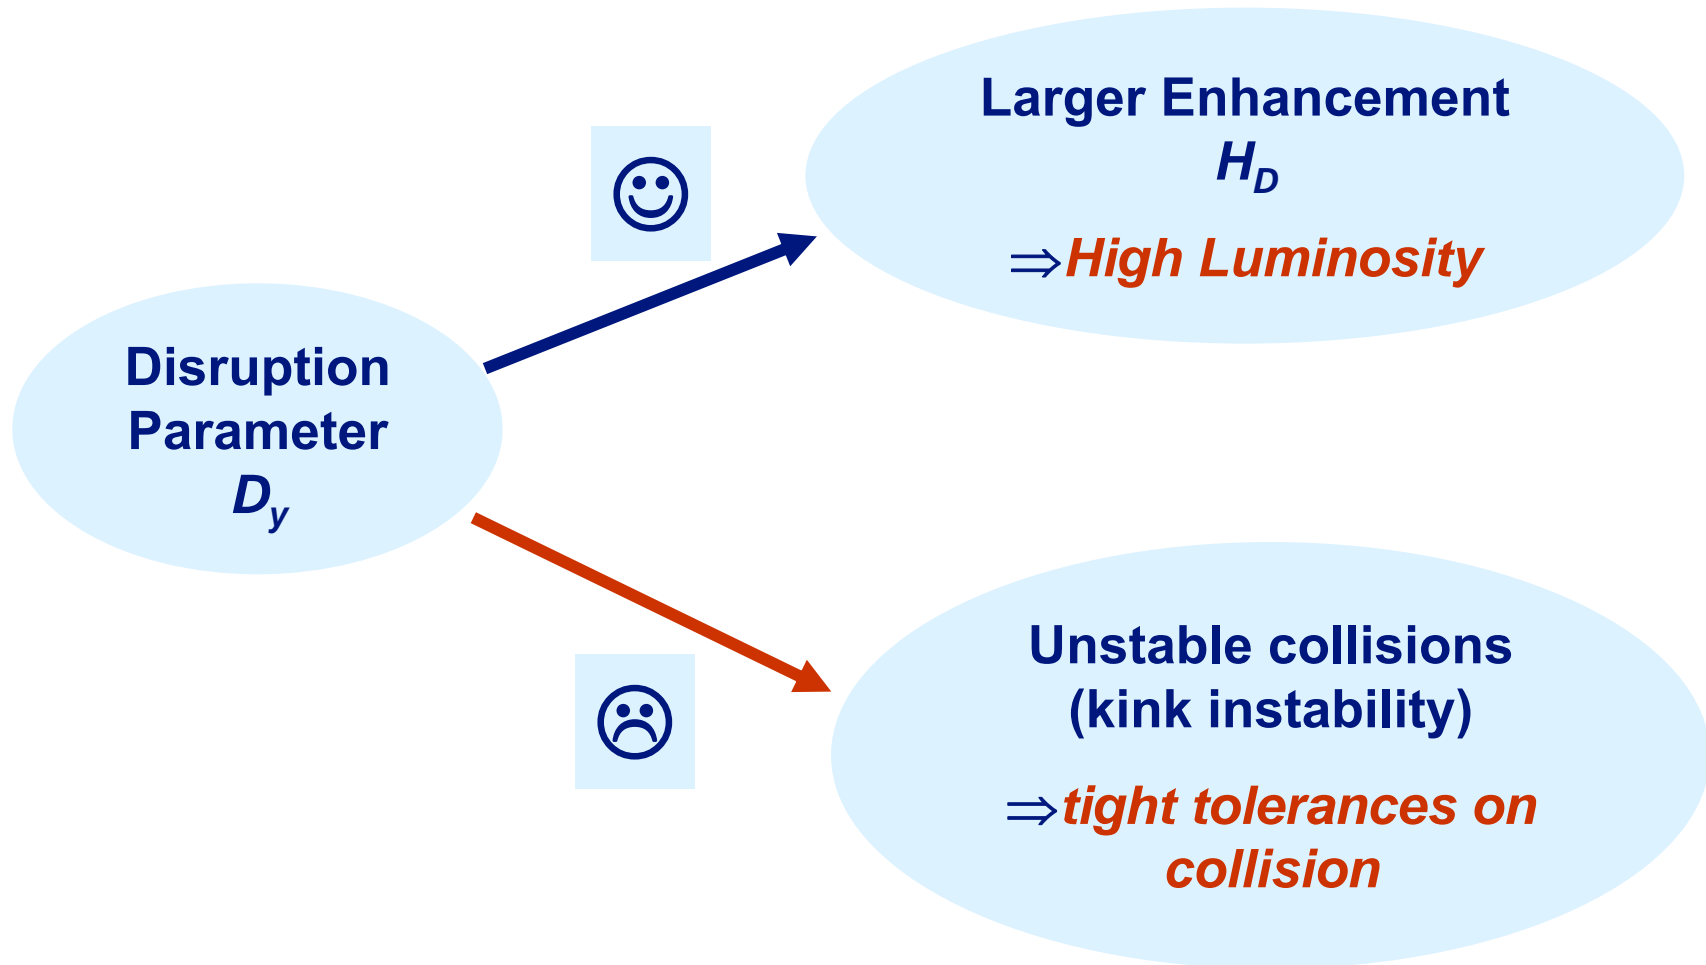 Larger Enhancement
H_D
⇒High Luminosity
Disruption
Parameter
D_y
Unstable collisions
(kink instability)
⇒tight tolerances on
collision